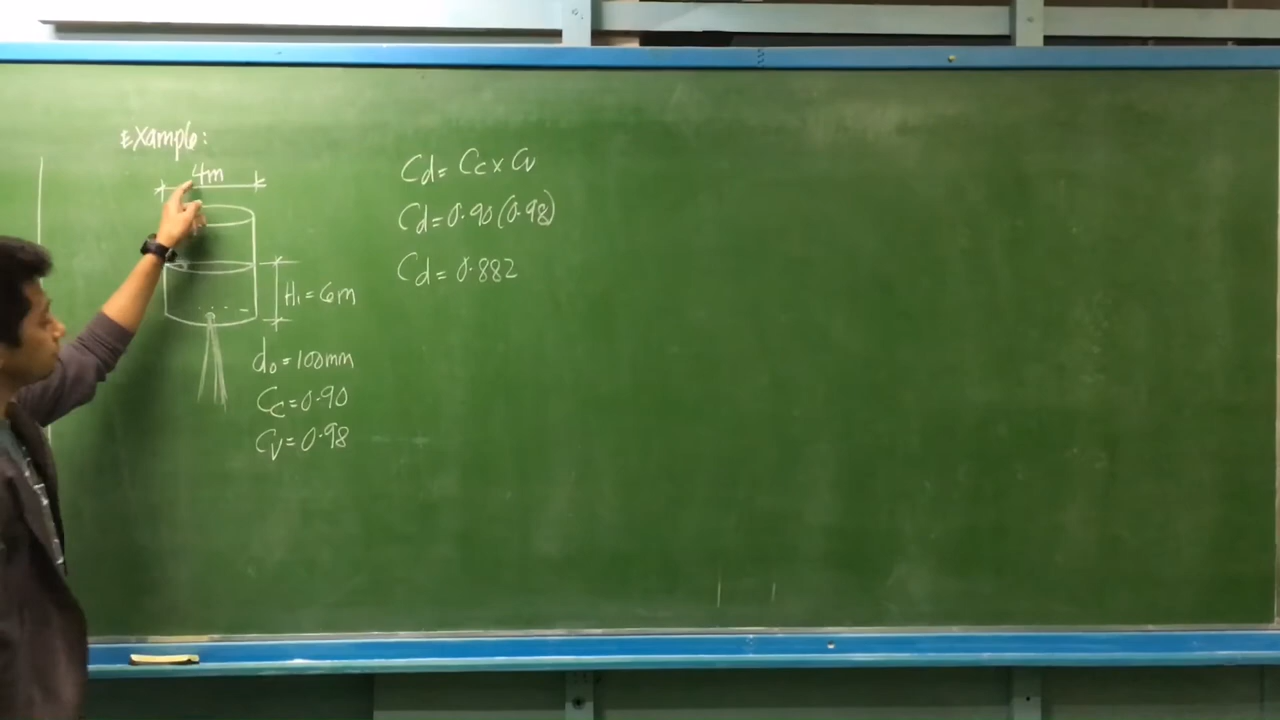 Example:
4m
H₁ = 6m
d₀ = 100mm
Cc = 0.90
Cv = 0.98
Cd = Cc x Cv
Cd = 0.90(0.98)
Cd = 0.882